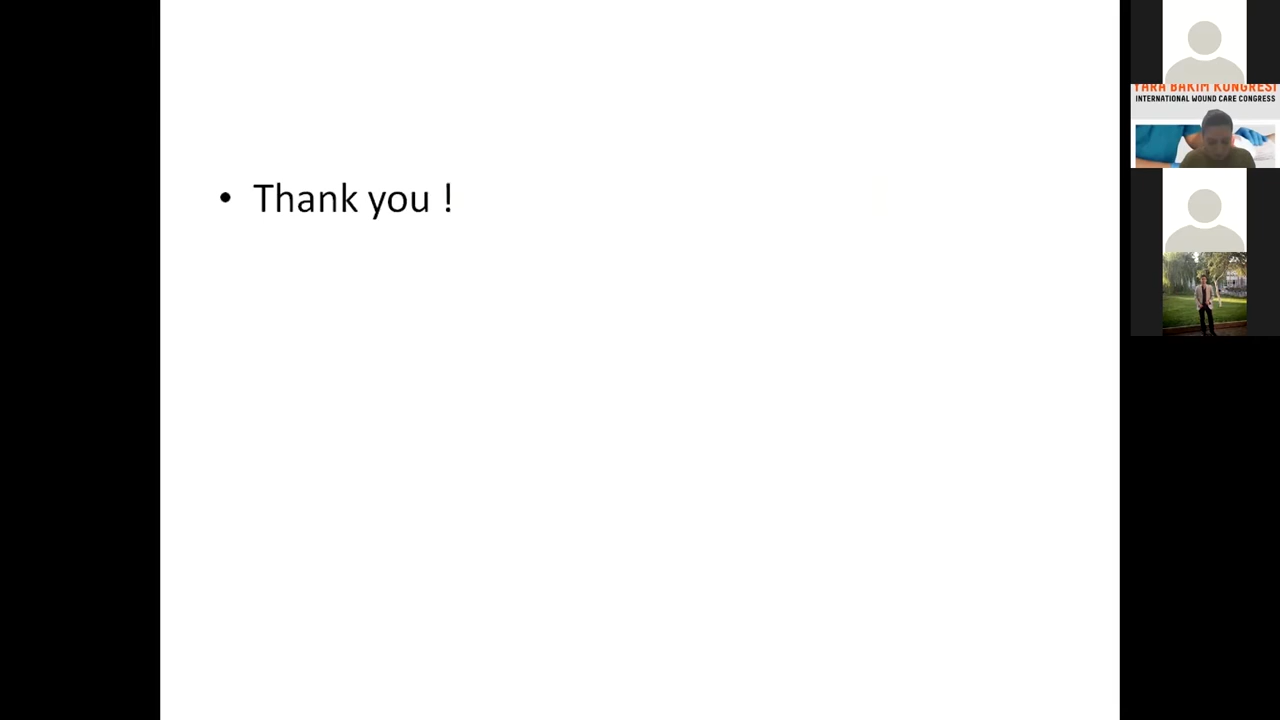 • Thank you !
YARA BAKIM KONGRESİ
INTERNATIONAL WOUND CARE CONGRESS